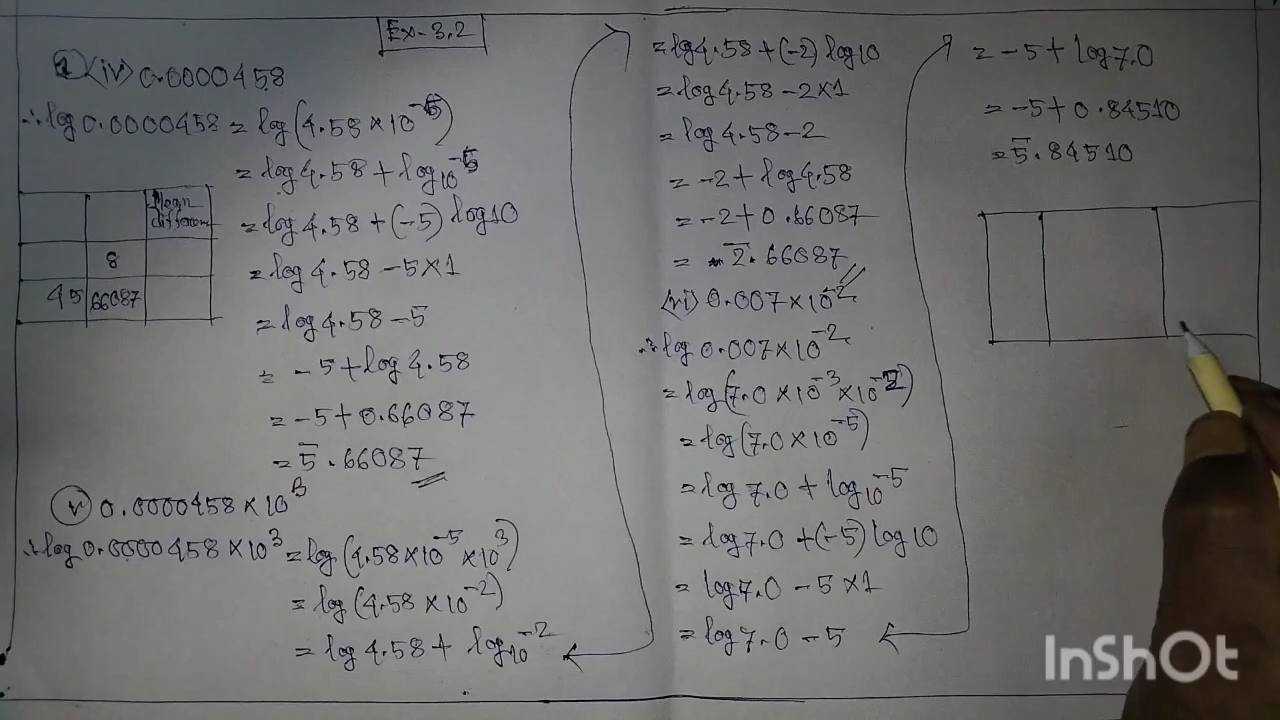 Ex-3.2
2 (iv) 0.0000458
∴ log 0.0000458 = log(4.58 × 10⁻⁵)
= log 4.58 + log 10⁻⁵
= log 4.58 + (-5) log 10
= log 4.58 - 5×1
= log 4.58 - 5
= -5 + log 4.58
= -5 + 0.66087
= 5̅.66087
Mean
8
45 66087
(v) 0.0000458 × 10³
∴ log 0.0000458 × 10³ = log(4.58 × 10⁻⁵ × 10³)
= log(4.58 × 10⁻²)
= log 4.58 + log 10⁻²
= log 4.58 + (-2) log 10
= log 4.58 - 2×1
= log 4.58 - 2
= -2 + log 4.58
= -2 + 0.66087
= 2̅.66087
(vi) 0.007 × 10⁻²
∴ log 0.007 × 10⁻²
= log(7.0 × 10⁻³ × 10⁻²)
= log(7.0 × 10⁻⁵)
= log 7.0 + log 10⁻⁵
= log 7.0 + (-5) log 10
= log 7.0 - 5×1
= log 7.0 - 5
= -5 + log 7.0
= -5 + 0.84510
= 5̅.84510
InShOt